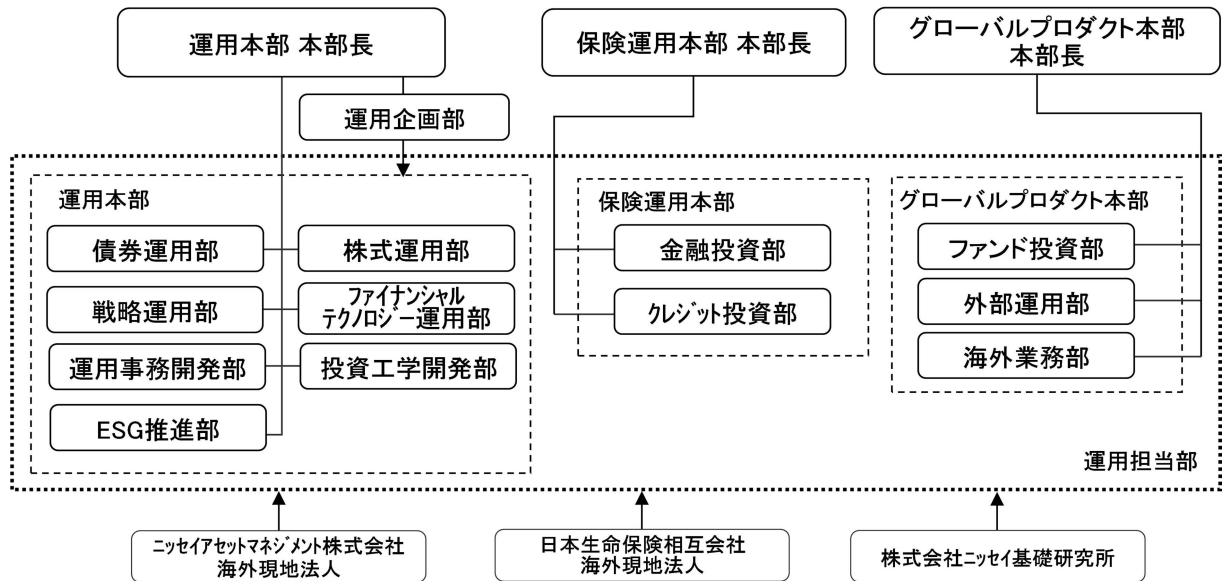 運用本部 本部長
保険運用本部 本部長
グローバルプロダクト本部
本部長
運用企画部
運用本部
債券運用部
株式運用部
戦略運用部
ファイナンシャル
テクノロジー運用部
運用事務開発部
投資工学開発部
ESG推進部
保険運用本部
金融投資部
クレジット投資部
グローバルプロダクト本部
ファンド投資部
外部運用部
海外業務部
運用担当部
ニッセイアセットマネジメント株式会社
海外現地法人
日本生命保険相互会社
海外現地法人
株式会社ニッセイ基礎研究所